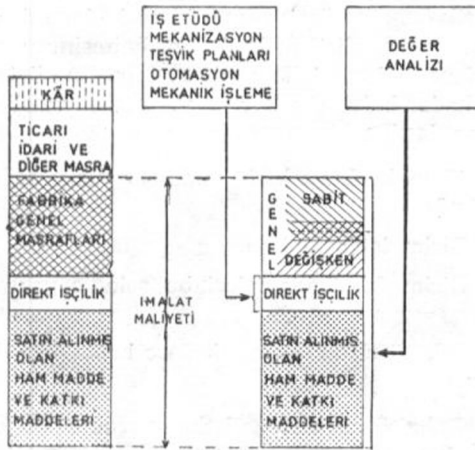 İŞ ETÜDÜ
MEKANİZASYON
TEŞVİK PLANLARI
OTOMASYON
MEKANİK İŞLEME
DEĞER
ANALİZİ
KÂR
TİCARİ
İDARİ VE
DİĞER MASRA
FABRİKA
GENEL
MASRAFLARI
DİREKT İŞÇİLİK
SATIN ALINMIŞ
OLAN
HAM MADDE
VE KATKI
MADDELERİ
IMALAT
MALİYETİ
GENEL
SABİT
DEĞİŞKEN
DİREKT İŞÇİLİK
SATIN ALINMIŞ
OLAN
HAM MADDE
VE KATKI
MADDELERİ